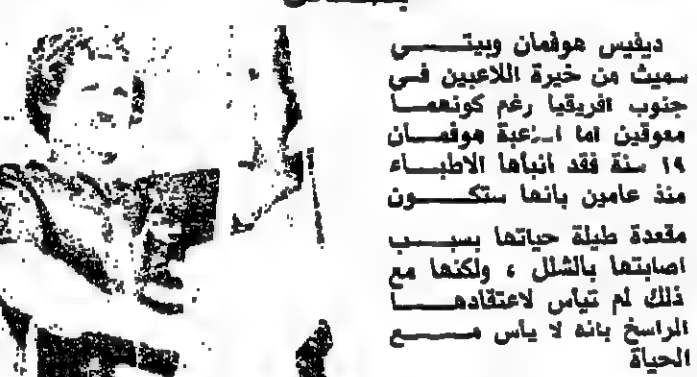 ديفيس هوفمان وبيتي
سميث من خيرة اللاعبين في
جنوب افريقيا رغم كونهما
معوقين اما اللاعبة هوفمان
١٩ سنة فقد انبأها الاطباء
منذ عامين بانها ستكون
مقعدة طيلة حياتها بسبب
اصابتها بالشلل ، ولكنها مع
ذلك لم تيأس لاعتقادها
الراسخ بانه لا يأس مع
الحياة